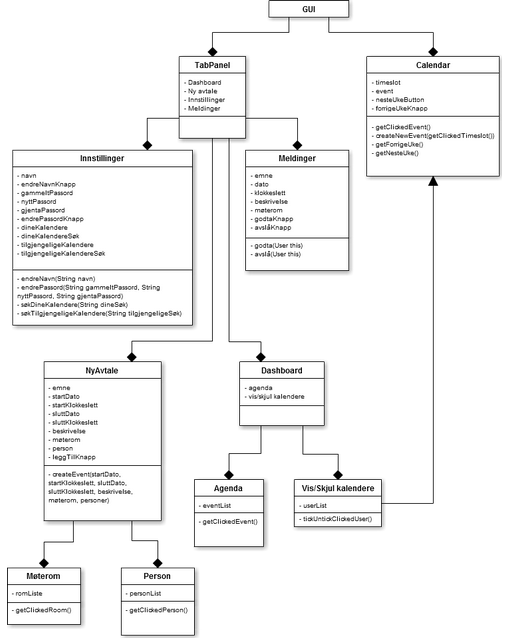 GUI
TabPanel
- Dashboard
- Ny avtale
- Innstillinger
- Meldinger
Calendar
- timeslot
- event
- nesteUkeButton
- forrigeUkeKnapp
- getClickedEvent()
- createNewEvent(getClickedTimeslot())
- getForrigeUke()
- getNesteUke()
Innstillinger
- navn
- endreNavnKnapp
- gammeltPassord
- nyttPassord
- gjentaPassord
- endrePassordKnapp
- dineKalendere
- dineKalendereSøk
- tilgjengeligeKalendere
- tilgjengeligeKalendereSøk
- endreNavn(String navn)
- endrePassord(String gammeltPassord, String
nyttPassord, String gjentaPassord)
- søkDineKalendere(String dineSøk)
- søkTilgjengeligeKalendere(String tilgjengeligeSøk)
Meldinger
- emne
- dato
- klokkeslett
- beskrivelse
- møterom
- godtaKnapp
- avslåKnapp
- godta(User this)
- avslå(User this)
NyAvtale
- emne
- startDato
- startKlokkeslett
- sluttDato
- sluttKlokkeslett
- beskrivelse
- møterom
- person
- leggTilKnapp
- createEvent(startDato,
startKlokkeslett, sluttDato,
sluttKlokkeslett, beskrivelse,
møterom, personer)
Dashboard
- agenda
- vis/skjul kalendere
Agenda
- eventList
- getClickedEvent()
Vis/Skjul kalendere
- userList
- tickUntickClickedUser()
Møterom
- romListe
- getClickedRoom()
Person
- personList
- getClickedPerson()